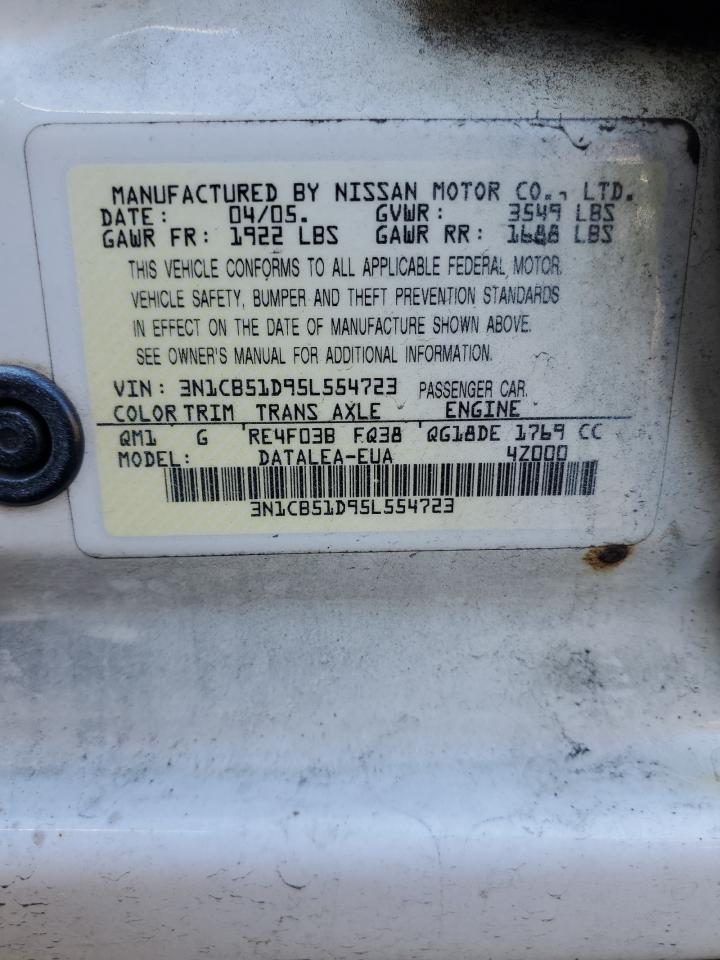 MANUFACTURED BY NISSAN MOTOR CO., LTD.
DATE: 04/05. GVWR: 3549 LBS
GAWR FR: 1922 LBS GAWR RR: 1688 LBS
THIS VEHICLE CONFORMS TO ALL APPLICABLE FEDERAL MOTOR
VEHICLE SAFETY, BUMPER AND THEFT PREVENTION STANDARDS
IN EFFECT ON THE DATE OF MANUFACTURE SHOWN ABOVE.
SEE OWNER'S MANUAL FOR ADDITIONAL INFORMATION.
VIN: 3N1CB51D95L554723 PASSENGER CAR.
COLOR TRIM TRANS AXLE ENGINE
QM1 G RE4F03B FQ38 QG18DE 1769 CC
MODEL: DATALEA-EUA 4Z000
3N1CB51D95L554723